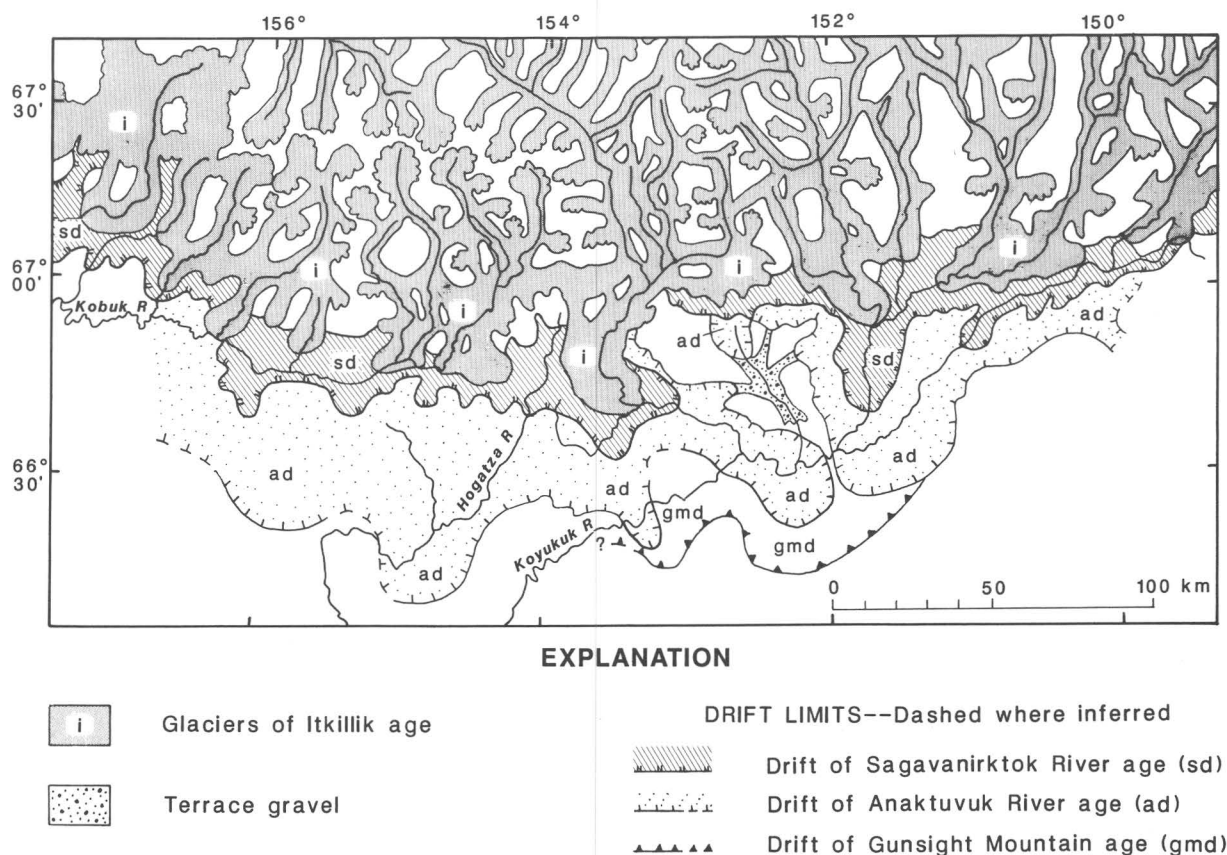 156°
154°
152°
150°
67°
30'
i
sd
67°
00'
i
i
i
i
Kobuk R
i
ad
sd
ad
sd
66°
30'
ad
Hogatza R
ad
ad
ad
gmd
gmd
Koyukuk R
?
ad
0 50 100 km
EXPLANATION
i Glaciers of Itkillik age
Terrace gravel
DRIFT LIMITS--Dashed where inferred
Drift of Sagavanirktok River age (sd)
Drift of Anaktuvuk River age (ad)
Drift of Gunsight Mountain age (gmd)